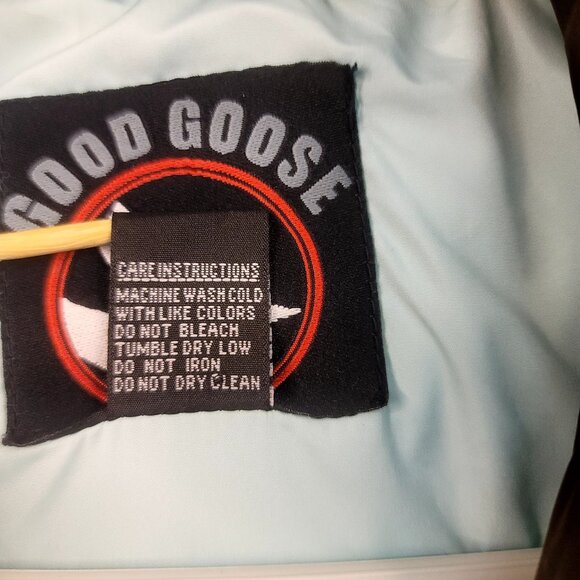 GOOD GOOSE
CARE INSTRUCTIONS
MACHINE WASH COLD
WITH LIKE COLORS
DO NOT BLEACH
TUMBLE DRY LOW
DO NOT IRON
DO NOT DRY CLEAN